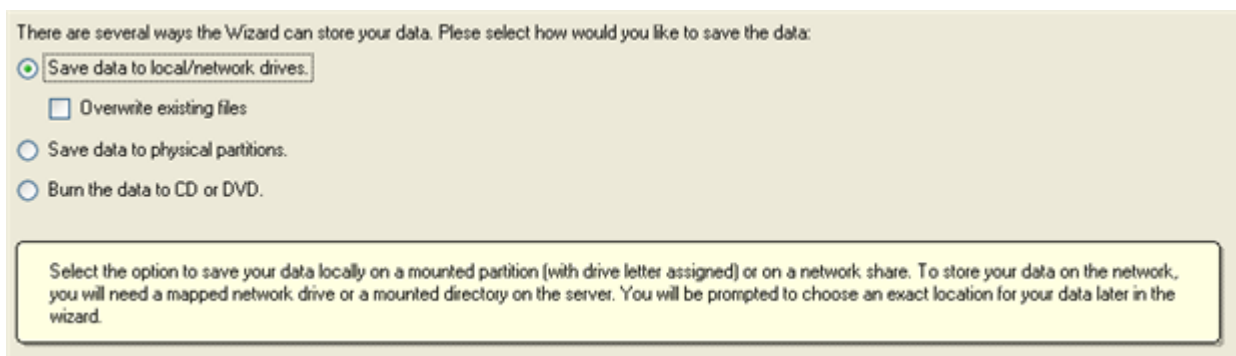 There are several ways the Wizard can store your data. Plese select how would you like to save the data:
Save data to local/network drives.
Overwrite existing files
Save data to physical partitions.
Burn the data to CD or DVD.
Select the option to save your data locally on a mounted partition (with drive letter assigned) or on a network share. To store your data on the network,
you will need a mapped network drive or a mounted directory on the server. You will be prompted to choose an exact location for your data later in the
wizard.